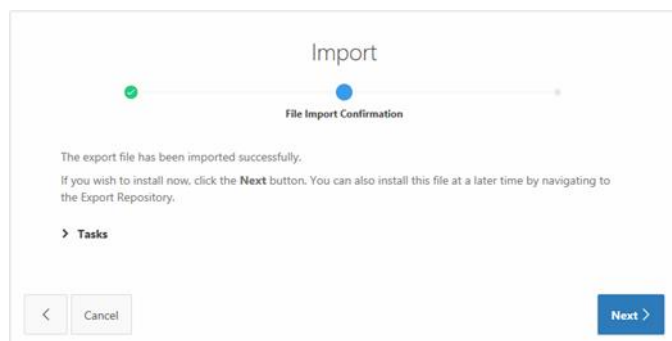 Import
File Import Confirmation
The export file has been imported successfully.
If you wish to install now, click the Next button. You can also install this file at a later time by navigating to
the Export Repository.
Tasks
Cancel
Next